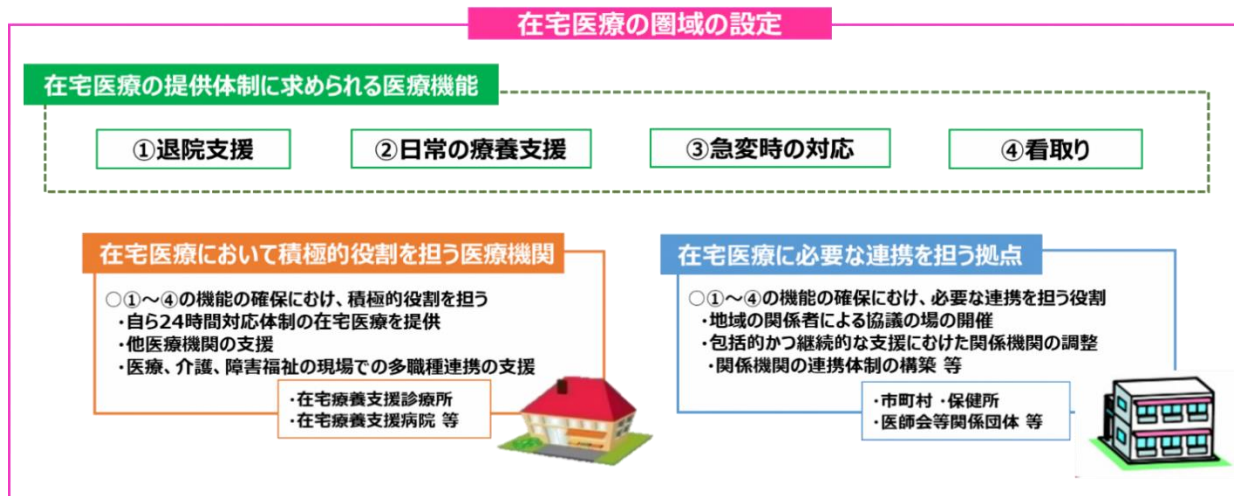 在宅医療の圏域の設定
在宅医療の提供体制に求められる医療機能
①退院支援
②日常の療養支援
③急変時の対応
④看取り
在宅医療において積極的役割を担う医療機関
○①～④の機能の確保にむけ、積極的役割を担う
・自ら24時間対応体制の在宅医療を提供
・他医療機関の支援
・医療、介護、障害福祉の現場での多職種連携の支援
・在宅療養支援診療所
・在宅療養支援病院 等
在宅医療に必要な連携を担う拠点
○①～④の機能の確保にむけ、必要な連携を担う役割
・地域の関係者による協議の場の開催
・包括的かつ継続的な支援にむけた関係機関の調整
・関係機関の連携体制の構築 等
・市町村 ・保健所
・医師会等関係団体 等